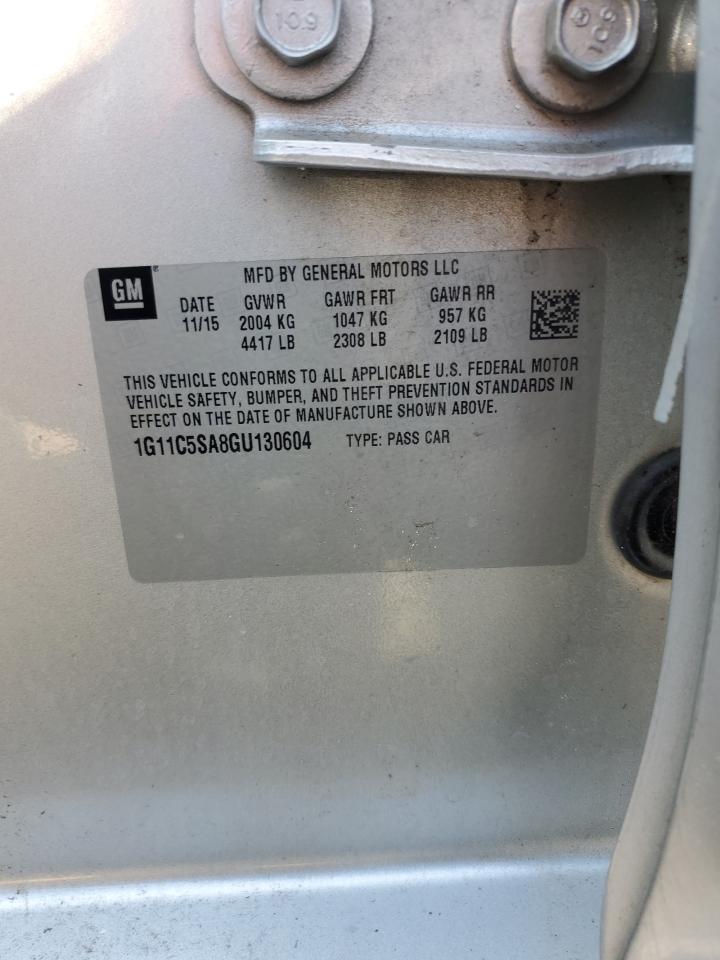 10.9
10.9
GM
MFD BY GENERAL MOTORS LLC
DATE GVWR GAWR FRT GAWR RR
11/15 2004 KG 1047 KG 957 KG
4417 LB 2308 LB 2109 LB
THIS VEHICLE CONFORMS TO ALL APPLICABLE U.S. FEDERAL MOTOR
VEHICLE SAFETY, BUMPER, AND THEFT PREVENTION STANDARDS IN
EFFECT ON THE DATE OF MANUFACTURE SHOWN ABOVE.
1G11C5SA8GU130604 TYPE: PASS CAR